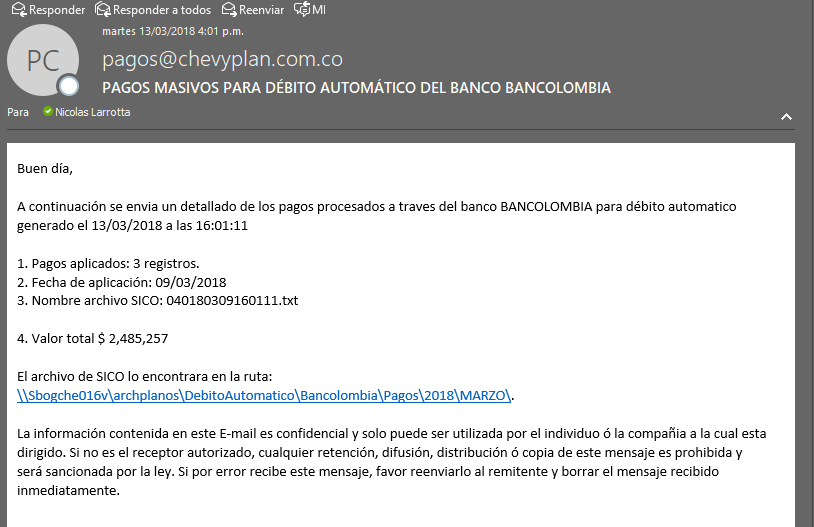 Responder Responder a todos Reenviar MI
martes 13/03/2018 4:01 p.m.
PC
pagos@chevyplan.com.co
PAGOS MASIVOS PARA DÉBITO AUTOMÁTICO DEL BANCO BANCOLOMBIA
Para Nicolas Larrotta
Buen día,
A continuación se envia un detallado de los pagos procesados a traves del banco BANCOLOMBIA para débito automatico
generado el 13/03/2018 a las 16:01:11
1. Pagos aplicados: 3 registros.
2. Fecha de aplicación: 09/03/2018
3. Nombre archivo SICO: 040180309160111.txt
4. Valor total $ 2,485,257
El archivo de SICO lo encontrara en la ruta:
\\Sbogche016v\archplanos\DebitoAutomatico\Bancolombia\Pagos\2018\MARZO\.
La información contenida en este E-mail es confidencial y solo puede ser utilizada por el individuo ó la compañia a la cual esta
dirigido. Si no es el receptor autorizado, cualquier retención, difusión, distribución ó copia de este mensaje es prohibida y
será sancionada por la ley. Si por error recibe este mensaje, favor reenviarlo al remitente y borrar el mensaje recibido
inmediatamente.